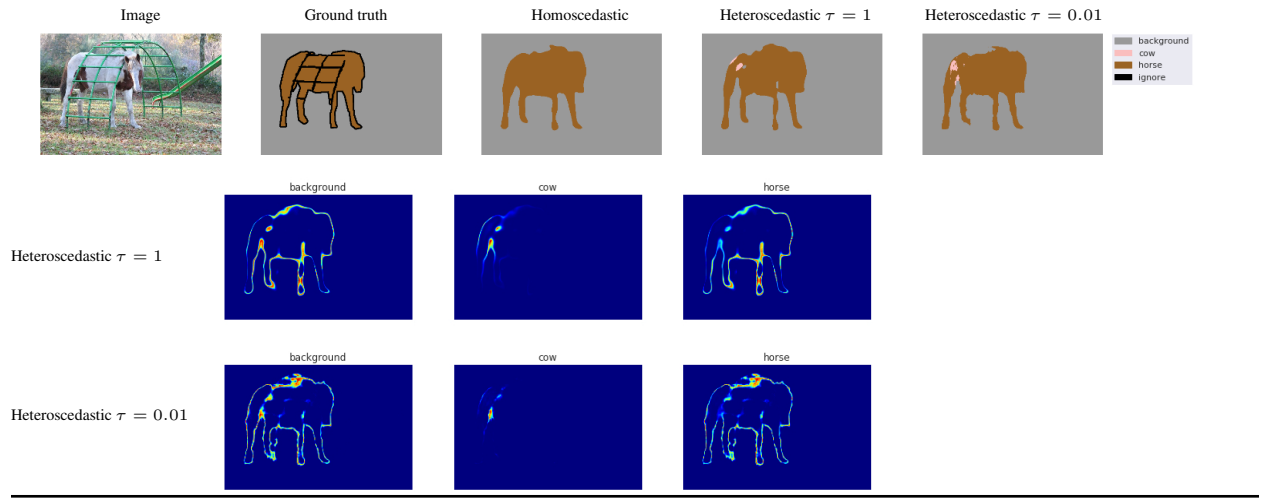 Image Ground truth Homoscedastic Heteroscedastic τ = 1 Heteroscedastic τ = 0.01
background
cow
horse
ignore
background cow horse
Heteroscedastic τ = 1
background cow horse
Heteroscedastic τ = 0.01